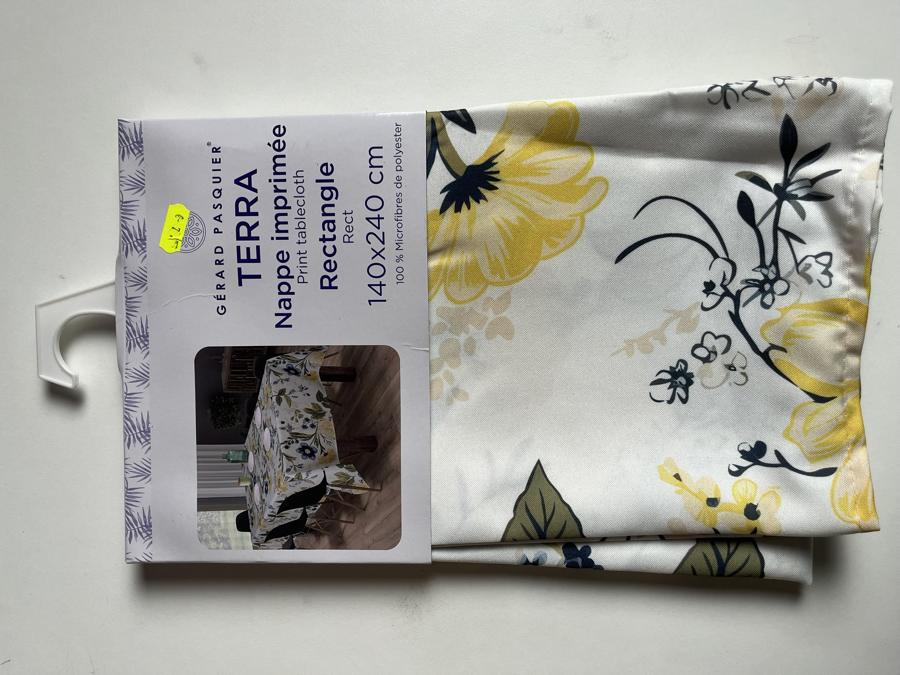 GÉRARD PASQUIER®
TERRA
Nappe imprimée
Print tablecloth
Rectangle
Rect
140x240 cm
100 % Microfibres de polyester